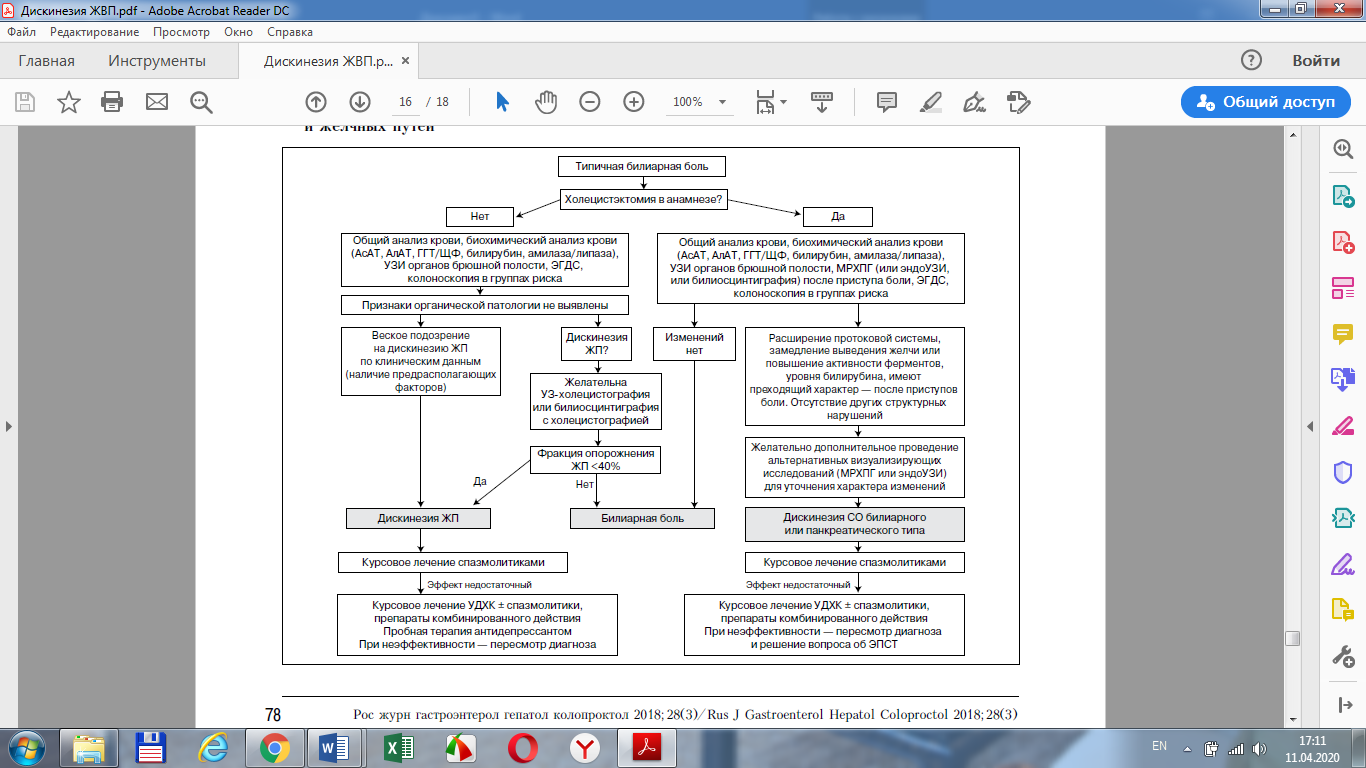 Дискинезия ЖВП.pdf - Adobe Acrobat Reader DC
Файл Редактирование Просмотр Окно Справка
Главная Инструменты Дискинезия ЖВП.р... × Войти
16 / 18 100% Общий доступ
и желчных путей
Типичная билиарная боль
Холецистэктомия в анамнезе?
Нет
Да
Общий анализ крови, биохимический анализ крови
(АсАТ, АлАТ, ГГТ/ЩФ, билирубин, амилаза/липаза),
УЗИ органов брюшной полости, ЭГДС,
колоноскопия в группах риска
Общий анализ крови, биохимический анализ крови
(АсАТ, АлАТ, ГГТ/ЩФ, билирубин, амилаза/липаза),
УЗИ органов брюшной полости, МРХПГ (или эндоУЗИ,
или билиосцинтиграфия) после приступа боли, ЭГДС,
колоноскопия в группах риска
Признаки органической патологии не выявлены
Веское подозрение
на дискинезию ЖП
по клиническим данным
(наличие предрасполагающих
факторов)
Дискинезия
ЖП?
Изменений
нет
Расширение протоковой системы,
замедление выведения желчи или
повышение активности ферментов,
уровня билирубина, имеют
преходящий характер — после приступов
боли. Отсутствие других структурных
нарушений
Желательна
УЗ-холецистография
или билиосцинтиграфия
с холецистографией
Фракция опорожнения
ЖП <40%
Да
Нет
Желательно дополнительное проведение
альтернативных визуализирующих
исследований (МРХПГ или эндоУЗИ)
для уточнения характера изменений
Дискинезия ЖП
Билиарная боль
Дискинезия СО билиарного
или панкреатического типа
Курсовое лечение спазмолитиками
Курсовое лечение спазмолитиками
Эффект недостаточный
Эффект недостаточный
Курсовое лечение УДХК ± спазмолитики,
препараты комбинированного действия
Пробная терапия антидепрессантом
При неэффективности — пересмотр диагноза
Курсовое лечение УДХК ± спазмолитики,
препараты комбинированного действия
При неэффективности — пересмотр диагноза
и решение вопроса об ЭПСТ
78 Рос журн гастроэнтерол гепатол колопроктол 2018; 28(3) / Rus J Gastroenterol Hepatol Coloproctol 2018; 28(3)
EN 17:11
11.04.2020